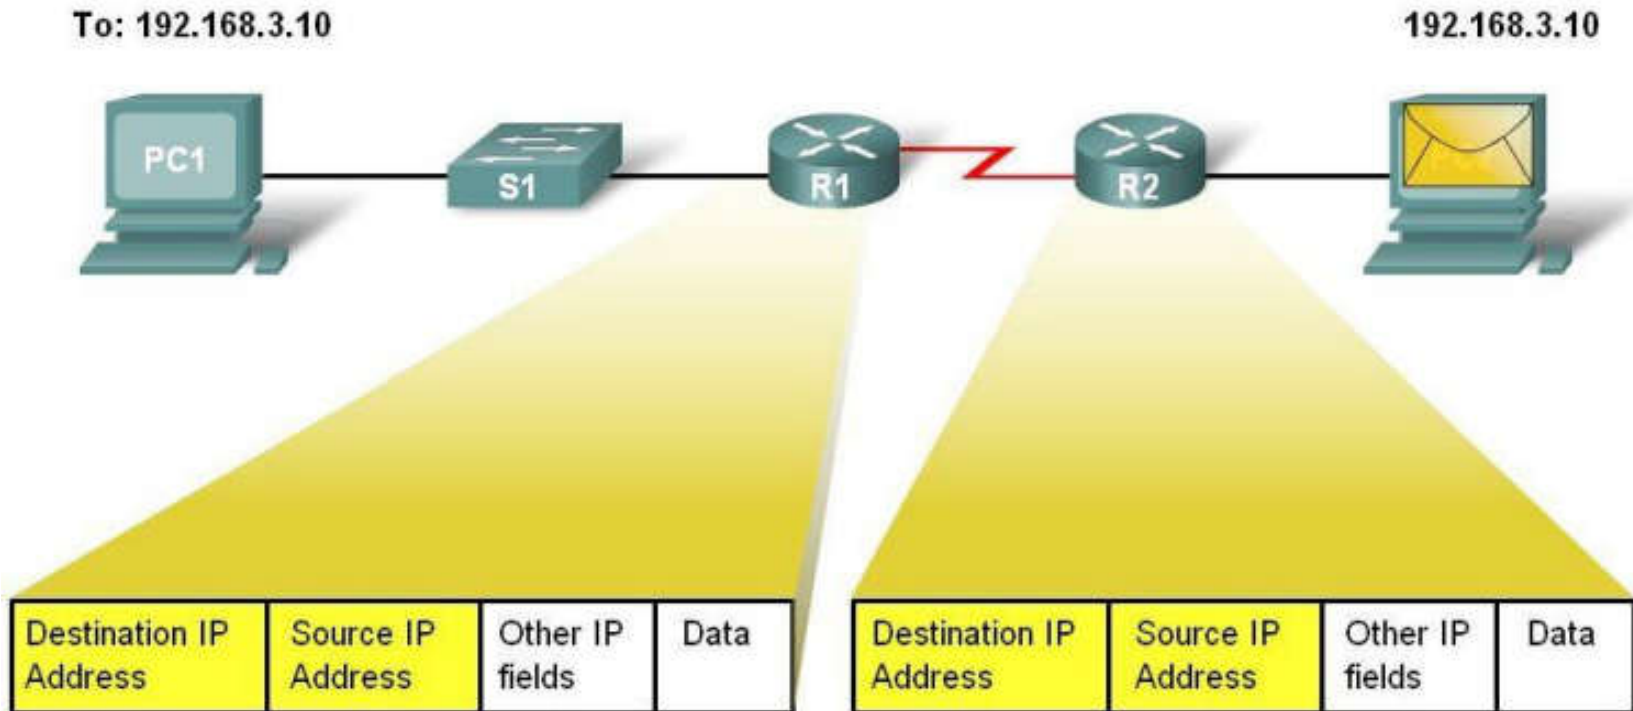 To: 192.168.3.10
192.168.3.10
PC1
S1
R1
R2
Destination IP
Address
Source IP
Address
Other IP
fields
Data
Destination IP
Address
Source IP
Address
Other IP
fields
Data